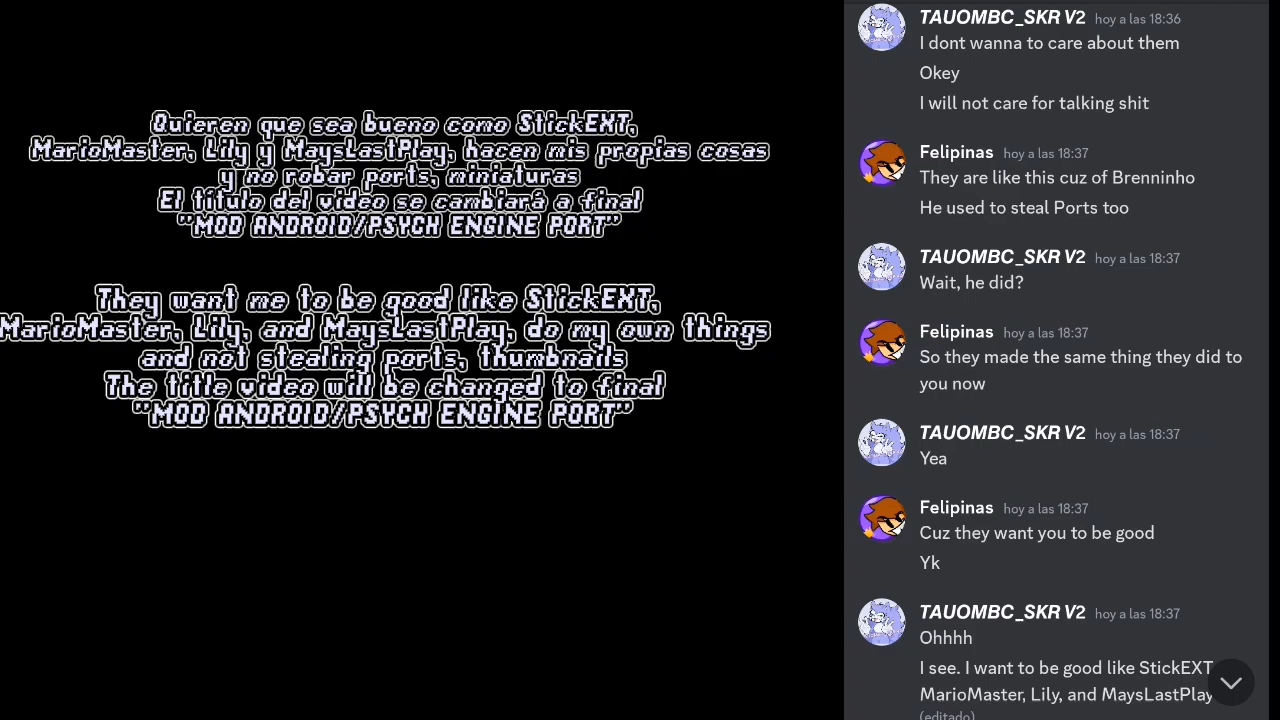 Quieren que sea bueno como StickEXT,
MarioMaster, Lily y MaysLastPlay, hacen mis propias cosas
y no robar ports, miniaturas
El título del video se cambiará a final
"MOD ANDROID/PSYCH ENGINE PORT"
They want me to be good like StickEXT,
MarioMaster, Lily, and MaysLastPlay, do my own things
and not stealing ports, thumbnails
The title video will be changed to final
"MOD ANDROID/PSYCH ENGINE PORT"
TAUOMBC_SKR V2 hoy a las 18:36
I dont wanna to care about them
Okey
I will not care for talking shit
Felipinas hoy a las 18:37
They are like this cuz of Brenninho
He used to steal Ports too
TAUOMBC_SKR V2 hoy a las 18:37
Wait, he did?
Felipinas hoy a las 18:37
So they made the same thing they did to
you now
TAUOMBC_SKR V2 hoy a las 18:37
Yea
Felipinas hoy a las 18:37
Cuz they want you to be good
Yk
TAUOMBC_SKR V2 hoy a las 18:37
Ohhhh
I see. I want to be good like StickEXT
MarioMaster, Lily, and MaysLastPlay
(editado)